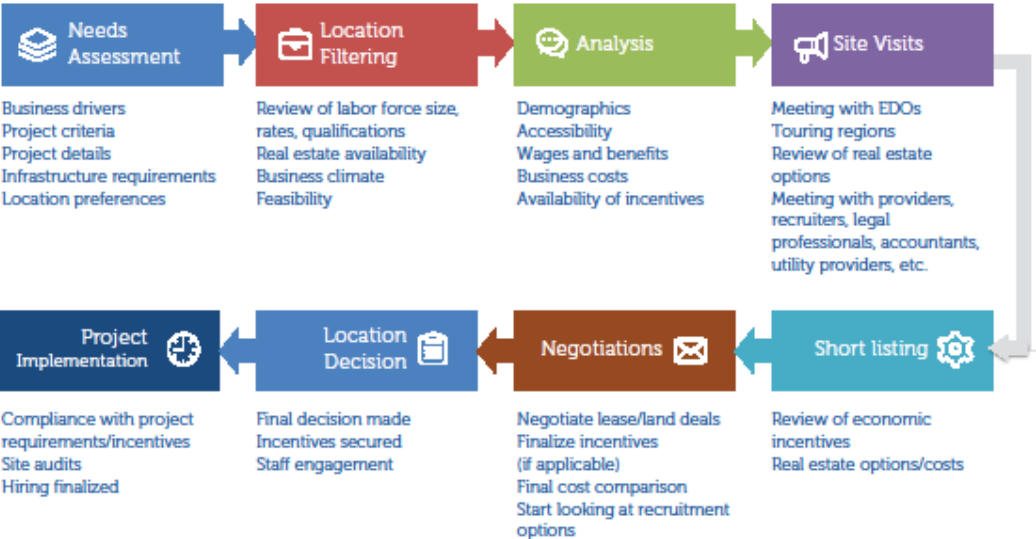 Needs
Assessment
Business drivers
Project criteria
Project details
Infrastructure requirements
Location preferences
Location
Filtering
Review of labor force size,
rates, qualifications
Real estate availability
Business climate
Feasibility
Analysis
Demographics
Accessibility
Wages and benefits
Business costs
Availability of incentives
Site Visits
Meeting with EDOs
Touring regions
Review of real estate
options
Meeting with providers,
recruiters, legal
professionals, accountants,
utility providers, etc.
Short listing
Review of economic
incentives
Real estate options/costs
Negotiations
Negotiate lease/land deals
Finalize incentives
(if applicable)
Final cost comparison
Start looking at recruitment
options
Location
Decision
Final decision made
Incentives secured
Staff engagement
Project
Implementation
Compliance with project
requirements/incentives
Site audits
Hiring finalized